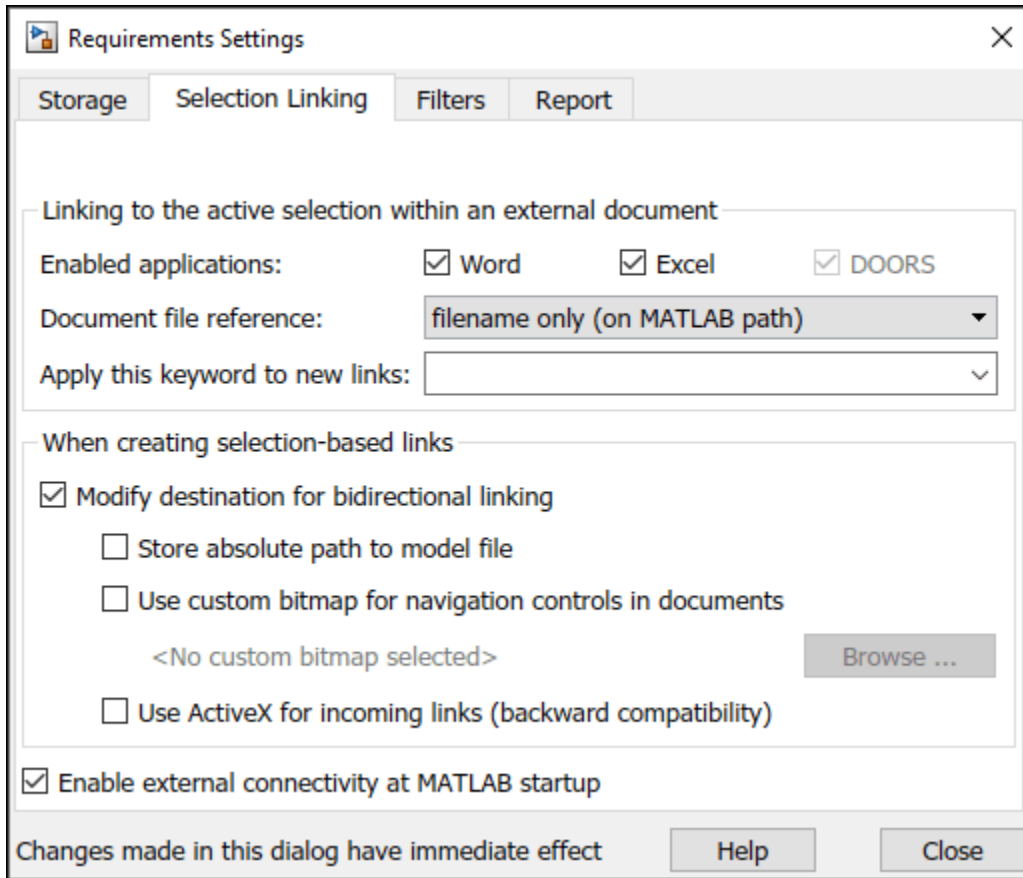 Requirements Settings
Storage Selection Linking Filters Report
Linking to the active selection within an external document
Enabled applications: Word Excel DOORS
Document file reference: filename only (on MATLAB path)
Apply this keyword to new links:
When creating selection-based links
Modify destination for bidirectional linking
Store absolute path to model file
Use custom bitmap for navigation controls in documents
<No custom bitmap selected> Browse ...
Use ActiveX for incoming links (backward compatibility)
Enable external connectivity at MATLAB startup
Changes made in this dialog have immediate effect Help Close